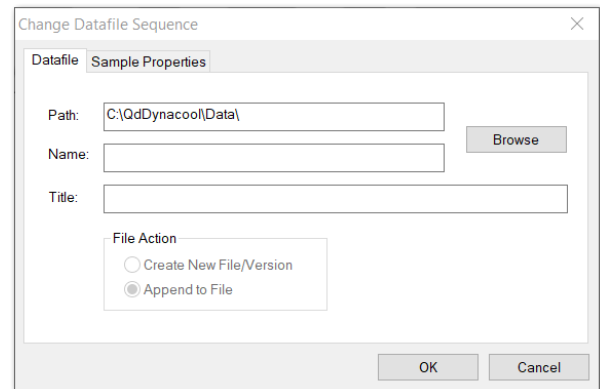 Change Datafile Sequence
Datafile Sample Properties
Path: C:\QdDynacool\Data\
Browse
Name:
Title:
File Action
Create New File/Version
Append to File
OK Cancel